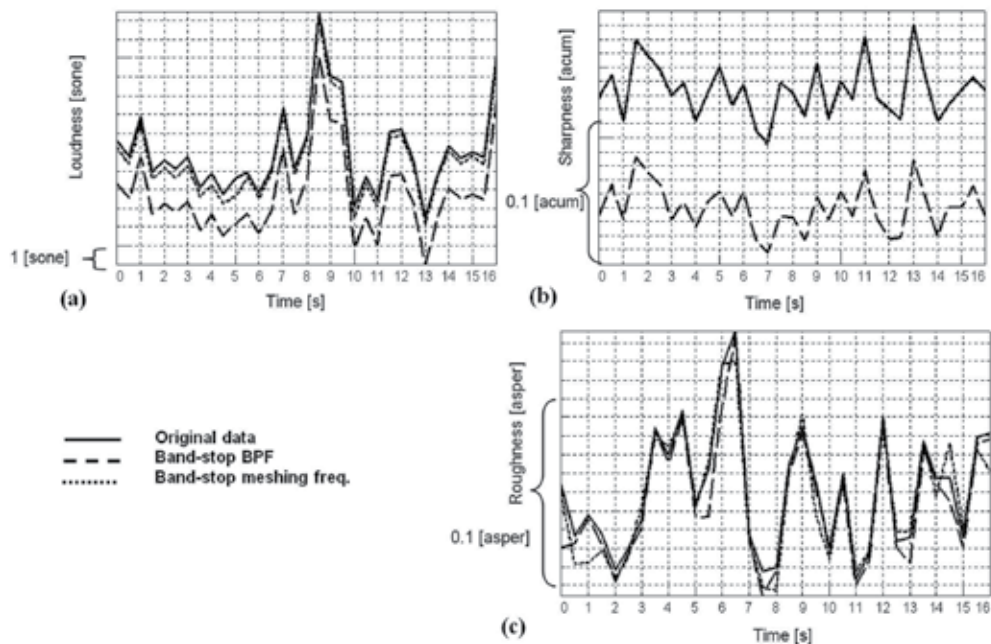 Loudness [sone]
1 [sone]
0 1 2 3 4 5 6 7 8 9 10 11 12 13 14 15 16
Time [s]
(a)
Sharpness [acum]
0.1 [acum]
0 1 2 3 4 5 6 7 8 9 10 11 12 13 14 15 16
Time [s]
(b)
Original data
Band-stop BPF
Band-stop meshing freq.
Roughness [asper]
0.1 [asper]
0 1 2 3 4 5 6 7 8 9 10 11 12 13 14 15 16
Time [s]
(c)